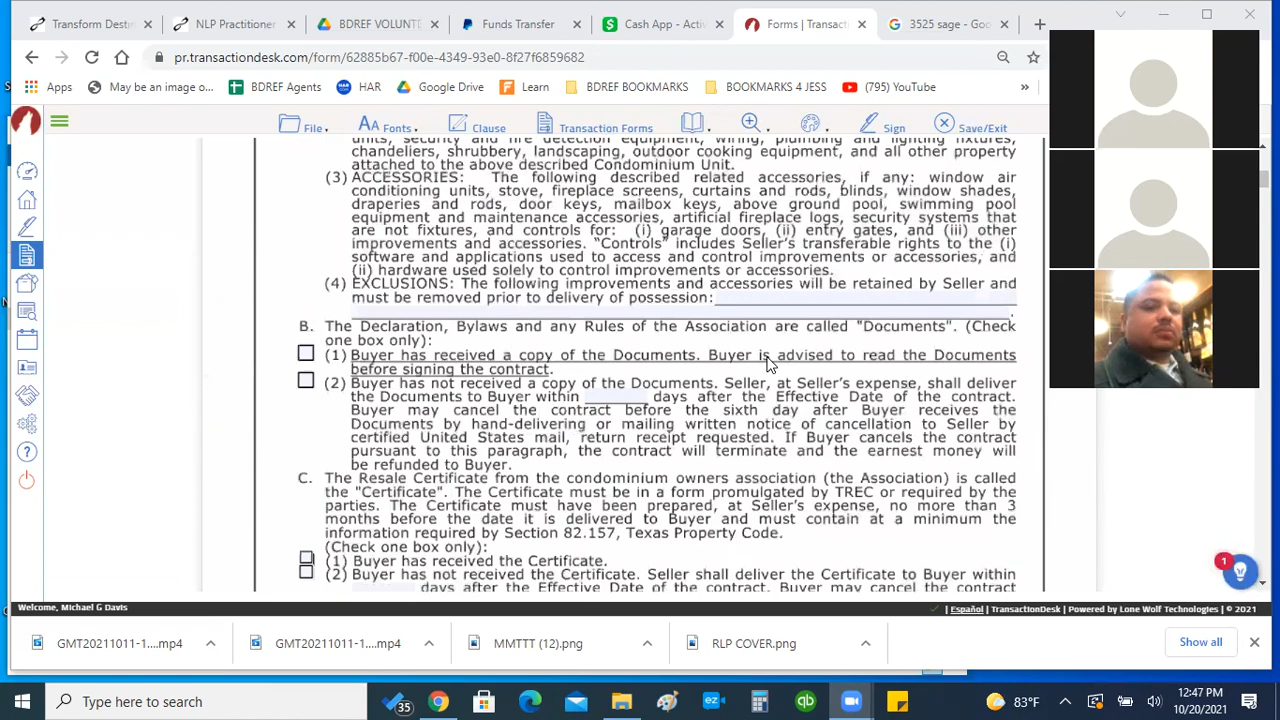 Transform Destin
NLP Practitioner
BDREF VOLUNTE
Funds Transfer
Cash App - Activ
Forms | Transact
3525 sage - Goo
pr.transactiondesk.com/form/62885b67-f00e-4349-93e0-8f27f6859682
Apps
May be an image o...
BDREF Agents
HAR
Google Drive
Learn
BDREF BOOKMARKS
BOOKMARKS 4 JESS
(795) YouTube
»
File
Fonts
Clause
Transaction Forms
Sign
Save/Exit
units, security and fire detection equipment, wiring, plumbing and lighting fixtures,
chandeliers, shrubbery, landscaping, outdoor cooking equipment, and all other property
attached to the above described Condominium Unit.
(3) ACCESSORIES: The following described related accessories, if any: window air
conditioning units, stove, fireplace screens, curtains and rods, blinds, window shades,
draperies and rods, door keys, mailbox keys, above ground pool, swimming pool
equipment and maintenance accessories, artificial fireplace logs, security systems that
are not fixtures, and controls for: (i) garage doors, (ii) entry gates, and (iii) other
improvements and accessories. "Controls" includes Seller's transferable rights to the (i)
software and applications used to access and control improvements or accessories, and
(ii) hardware used solely to control improvements or accessories.
(4) EXCLUSIONS: The following improvements and accessories will be retained by Seller and
must be removed prior to delivery of possession:
.
B. The Declaration, Bylaws and any Rules of the Association are called "Documents". (Check
one box only):
(1) Buyer has received a copy of the Documents. Buyer is advised to read the Documents
before signing the contract.
(2) Buyer has not received a copy of the Documents. Seller, at Seller's expense, shall deliver
the Documents to Buyer within days after the Effective Date of the contract.
Buyer may cancel the contract before the sixth day after Buyer receives the
Documents by hand-delivering or mailing written notice of cancellation to Seller by
certified United States mail, return receipt requested. If Buyer cancels the contract
pursuant to this paragraph, the contract will terminate and the earnest money will
be refunded to Buyer.
C. The Resale Certificate from the condominium owners association (the Association) is called
the "Certificate". The Certificate must be in a form promulgated by TREC or required by the
parties. The Certificate must have been prepared, at Seller's expense, no more than 3
months before the date it is delivered to Buyer and must contain at a minimum the
information required by Section 82.157, Texas Property Code.
(Check one box only):
(1) Buyer has received the Certificate.
(2) Buyer has not received the Certificate. Seller shall deliver the Certificate to Buyer within
days after the Effective Date of the contract. Buyer may cancel the contract
1
Welcome, Michael G Davis
| Español | TransactionDesk | Powered by Lone Wolf Technologies | © 2021
GMT20211011-1....mp4
GMT20211011-1....mp4
MMTTT (12).png
RLP COVER.png
Show all
Type here to search
35
ez
qb
83°F
12:47 PM
10/20/2021